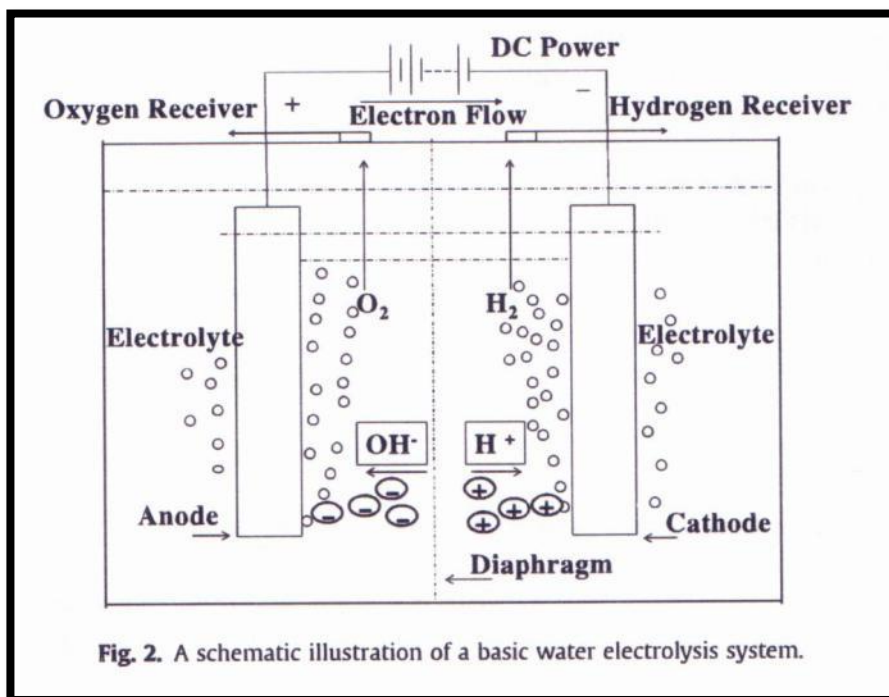 DC Power
Oxygen Receiver + Electron Flow − Hydrogen Receiver
O2 H2
Electrolyte Electrolyte
OH- H +
- - - - + + + +
Anode Cathode
Diaphragm
Fig. 2. A schematic illustration of a basic water electrolysis system.